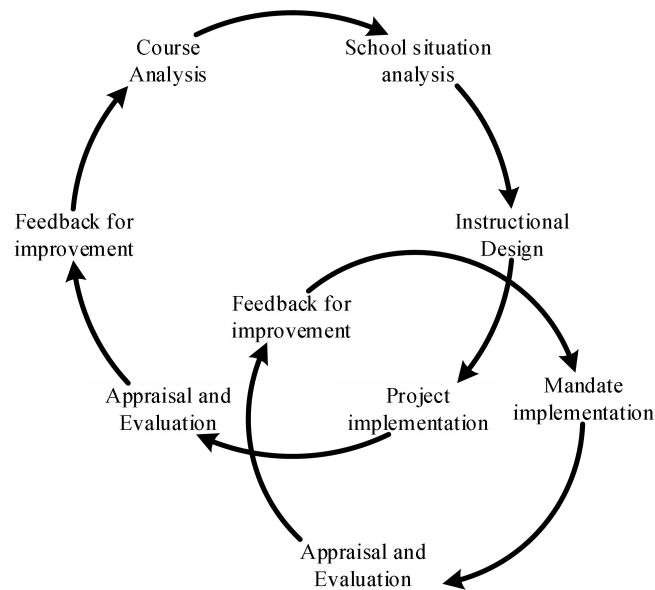 Course
Analysis
School situation
analysis
Feedback for
improvement
Instructional
Design
Feedback for
improvement
Appraisal and
Evaluation
Project
implementation
Mandate
implementation
Appraisal and
Evaluation